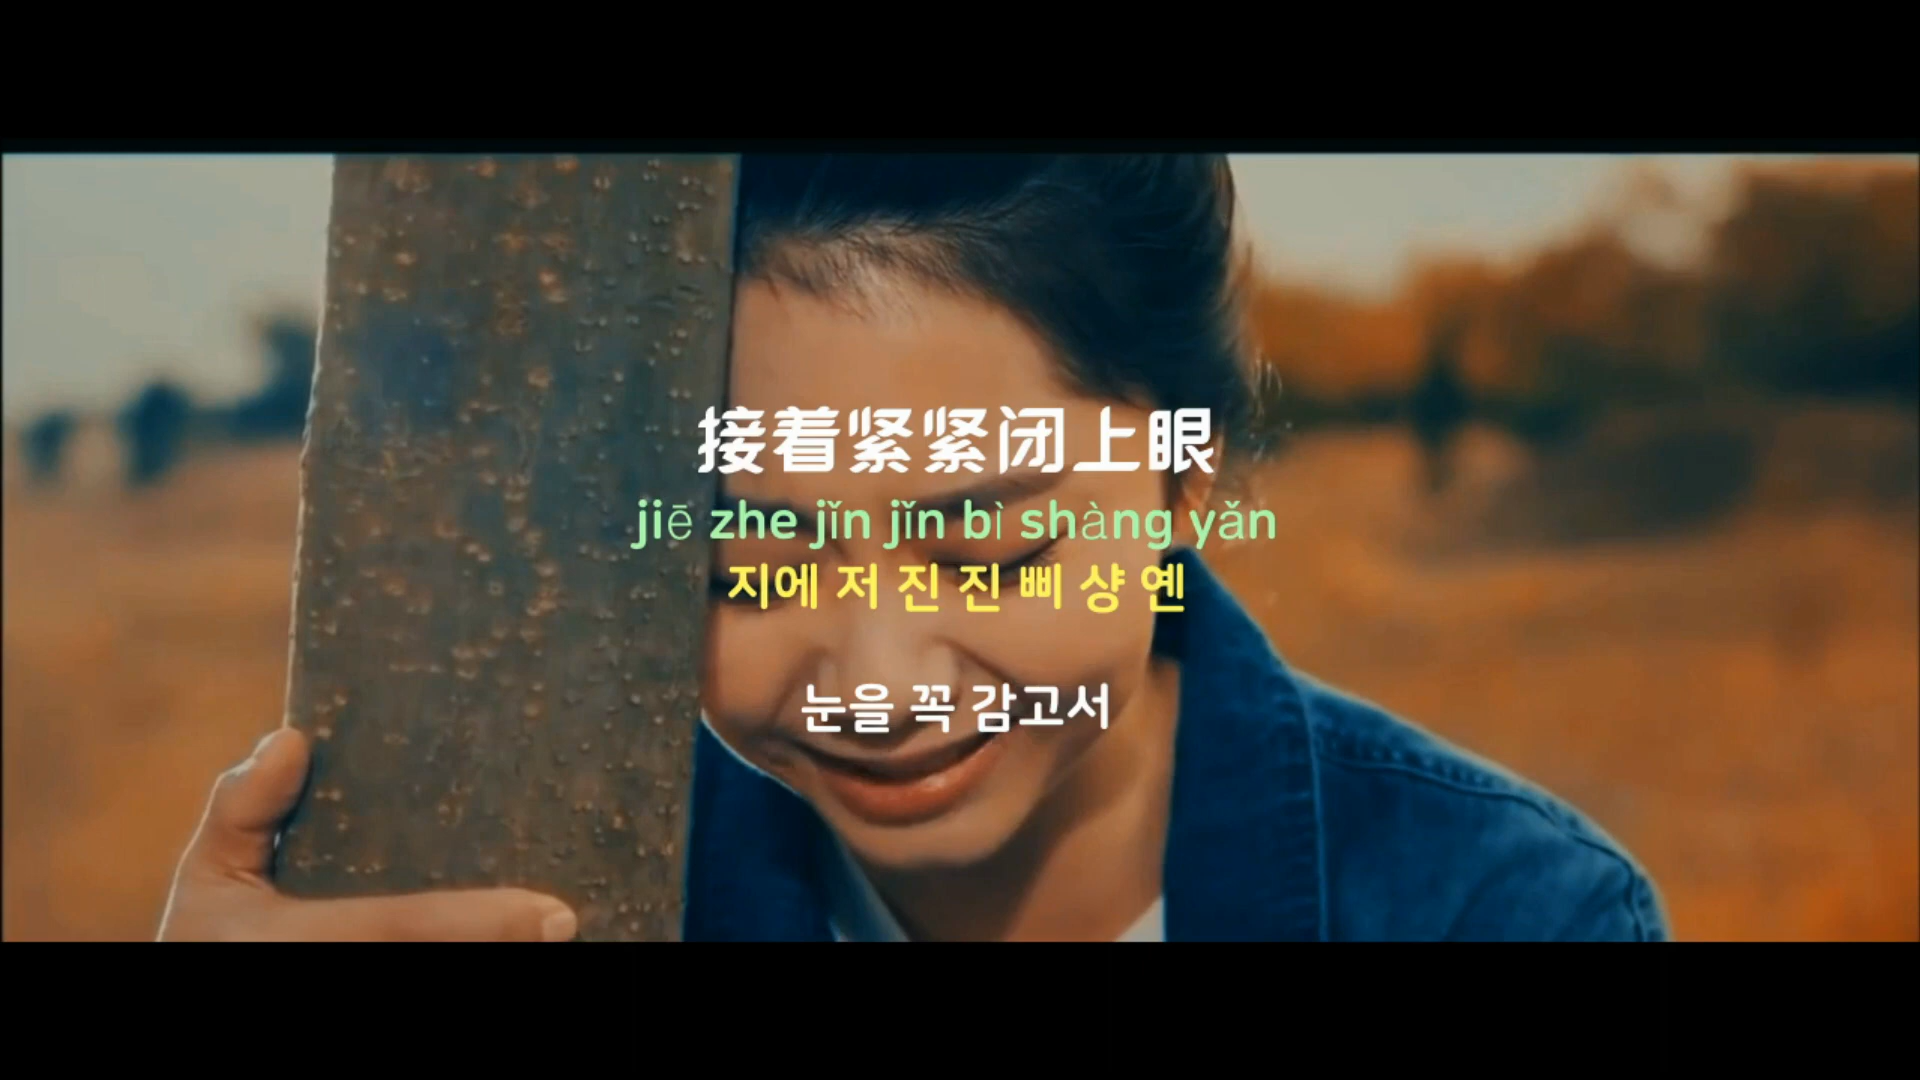 接着紧紧闭上眼
jiē zhe jǐn jǐn bì shàng yǎn
지에 저 진 진 삐 샹 옌
눈을 꼭 감고서